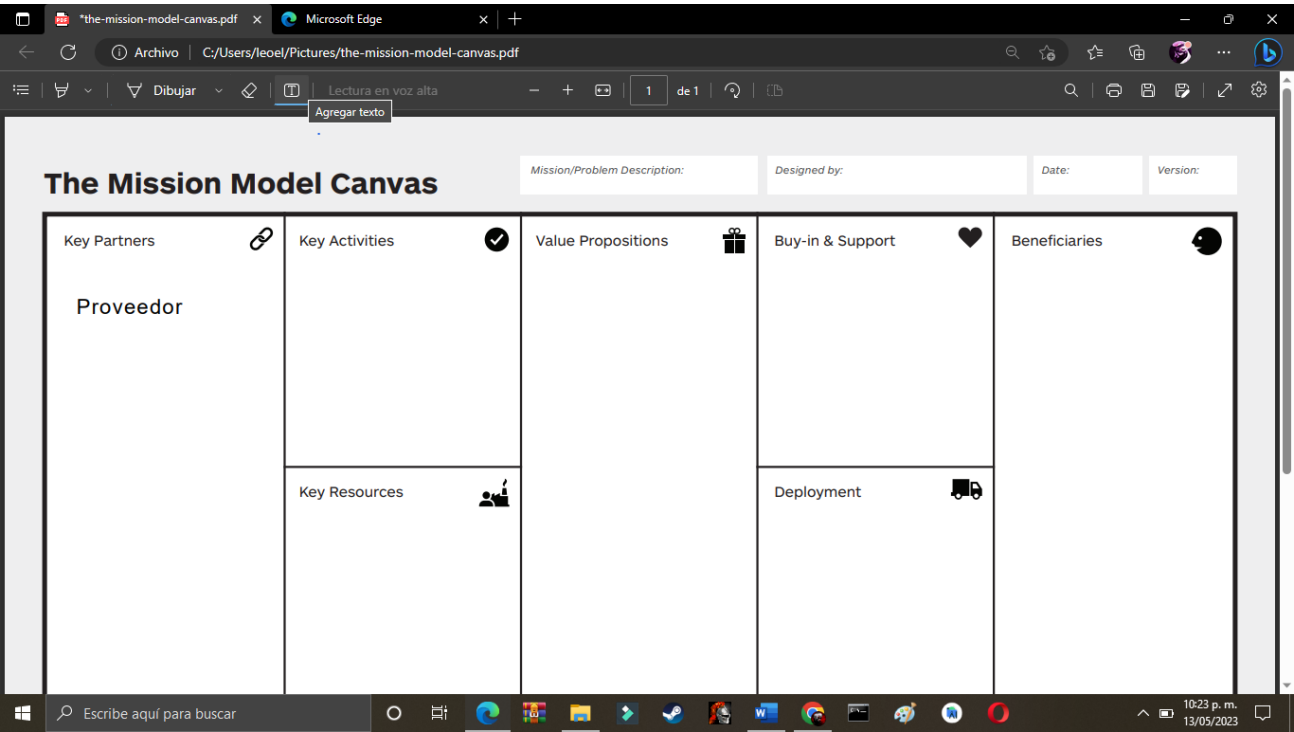 *the-mission-model-canvas.pdf
Microsoft Edge
Archivo | C:/Users/leoel/Pictures/the-mission-model-canvas.pdf
Dibujar
Lectura en voz alta
1 de 1
Agregar texto
The Mission Model Canvas
Mission/Problem Description:
Designed by:
Date:
Version:
Key Partners
Key Activities
Value Propositions
Buy-in & Support
Beneficiaries
Proveedor
Key Resources
Deployment
Escribe aquí para buscar
10:23 p. m.
13/05/2023